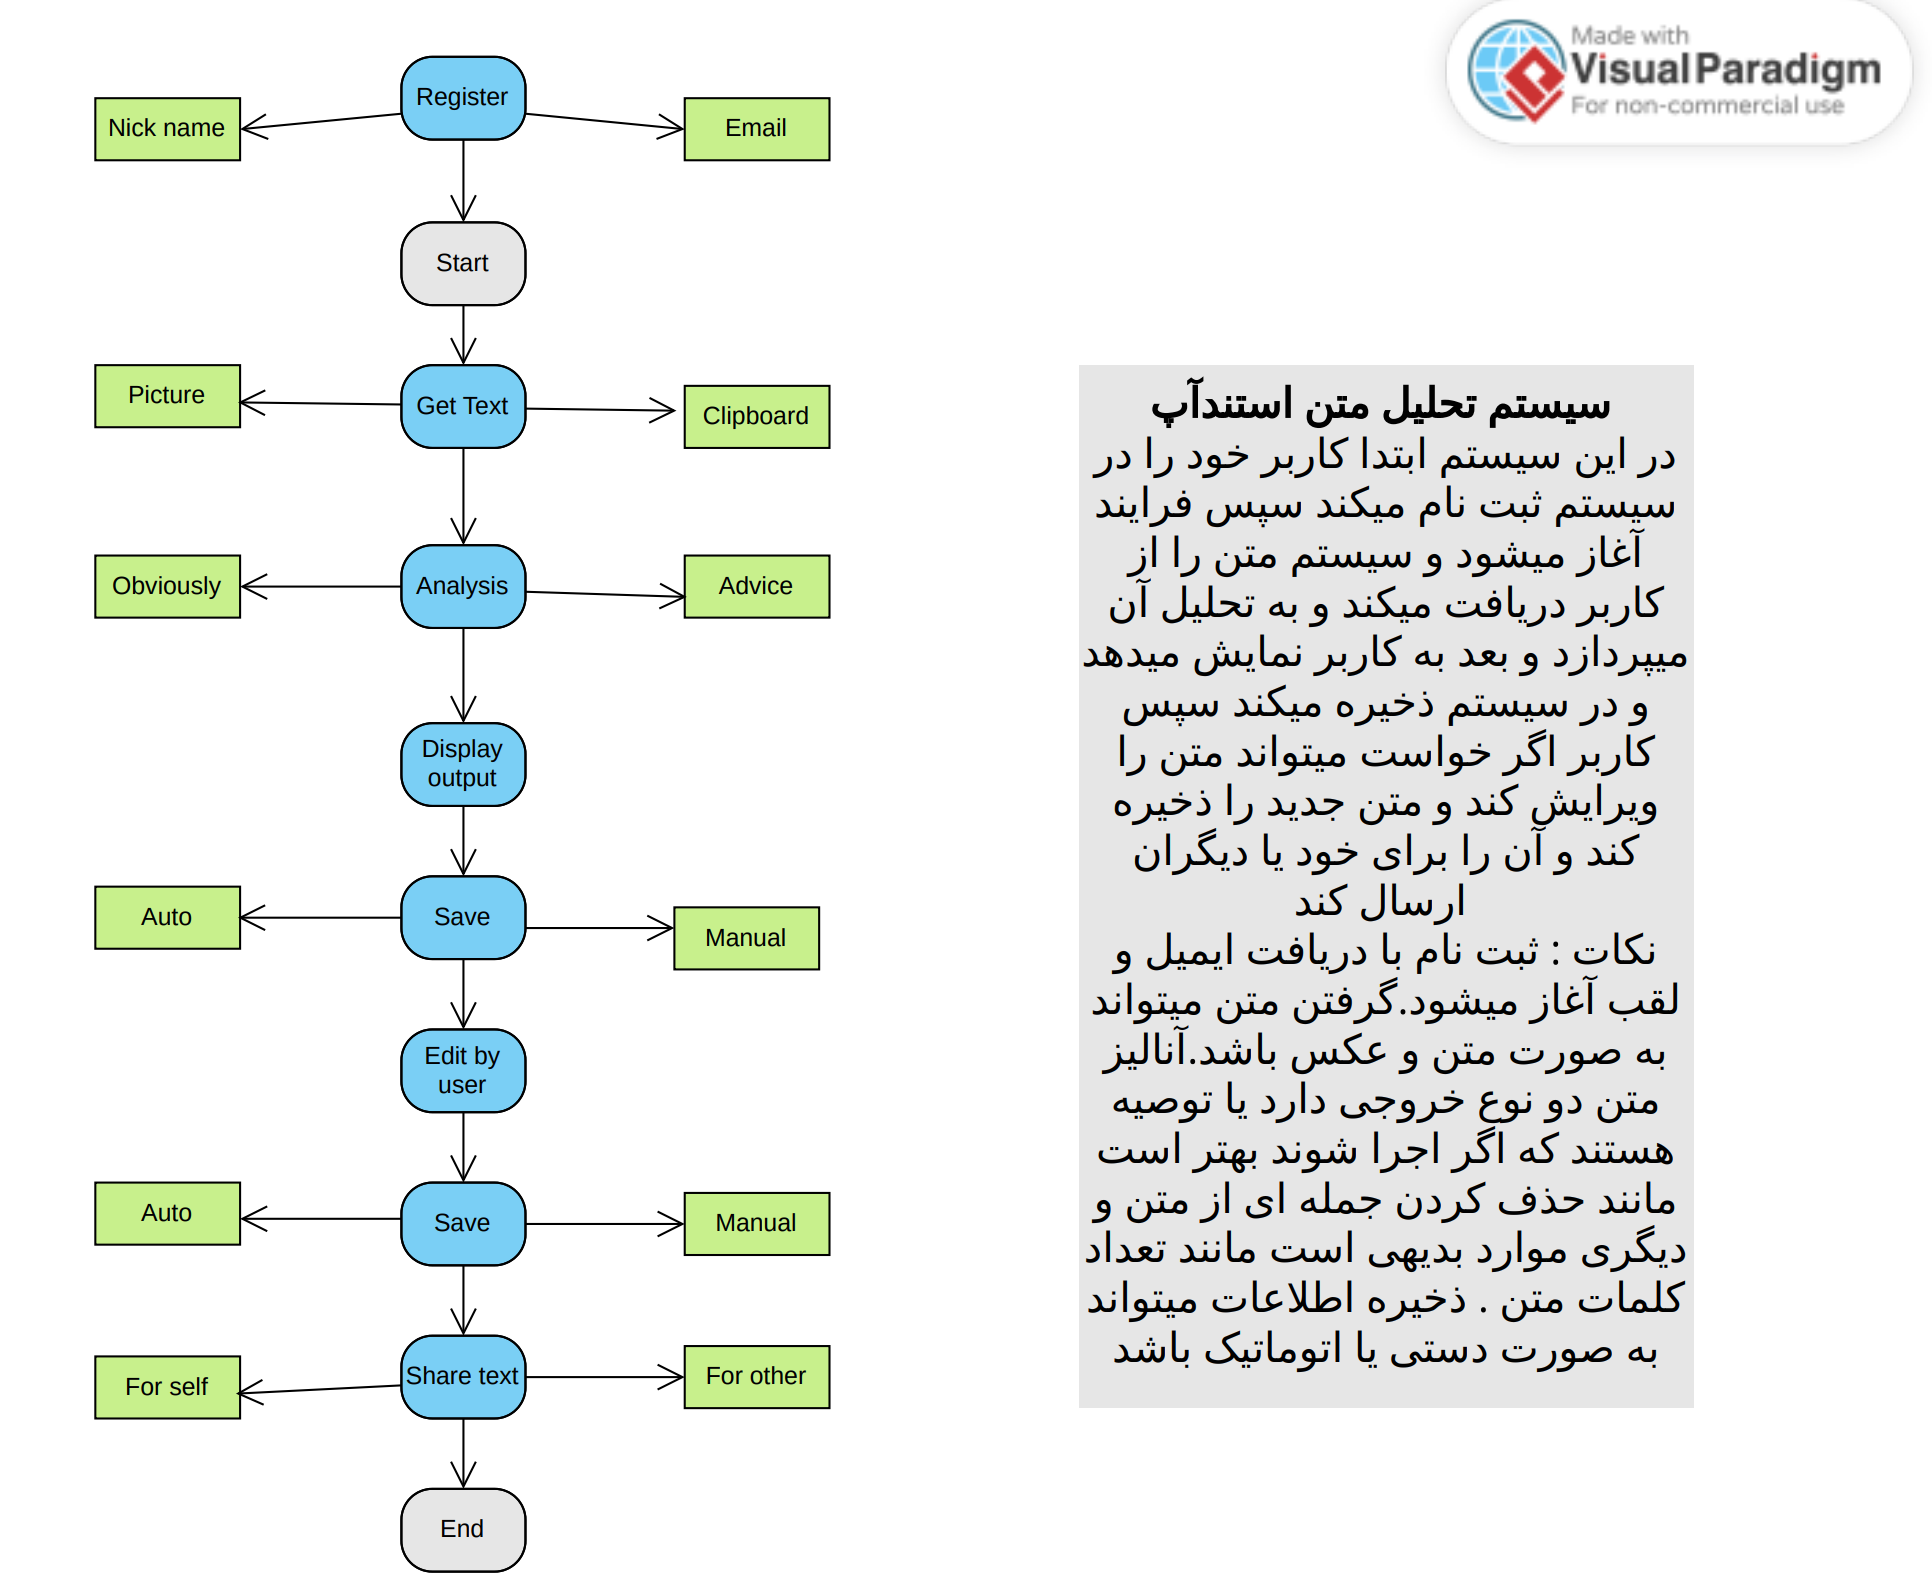 Made with
Visual Paradigm
For non-commercial use
Register
Nick name
Email
Start
Picture
Get Text
Clipboard
Obviously
Analysis
Advice
Display
output
Auto
Save
Manual
Edit by
user
Auto
Save
Manual
For self
Share text
For other
End
سیستم تحلیل متن استندآپ
در این سیستم ابتدا کاربر خود را در
سیستم ثبت نام میکند سپس فرایند
آغاز میشود و سیستم متن را از
کاربر دریافت میکند و به تحلیل آن
میپردازد و بعد به کاربر نمایش میدهد
و در سیستم ذخیره میکند سپس
کاربر اگر خواست میتواند متن را
ویرایش کند و متن جدید را ذخیره
کند و آن را برای خود یا دیگران
ارسال کند
نکات : ثبت نام با دریافت ایمیل و
لقب آغاز میشود.گرفتن متن میتواند
به صورت متن و عکس باشد.آنالیز
متن دو نوع خروجی دارد یا توصیه
هستند که اگر اجرا شوند بهتر است
مانند حذف کردن جمله ای از متن و
دیگری موارد بدیهی است مانند تعداد
کلمات متن . ذخیره اطلاعات میتواند
به صورت دستی یا اتوماتیک باشد